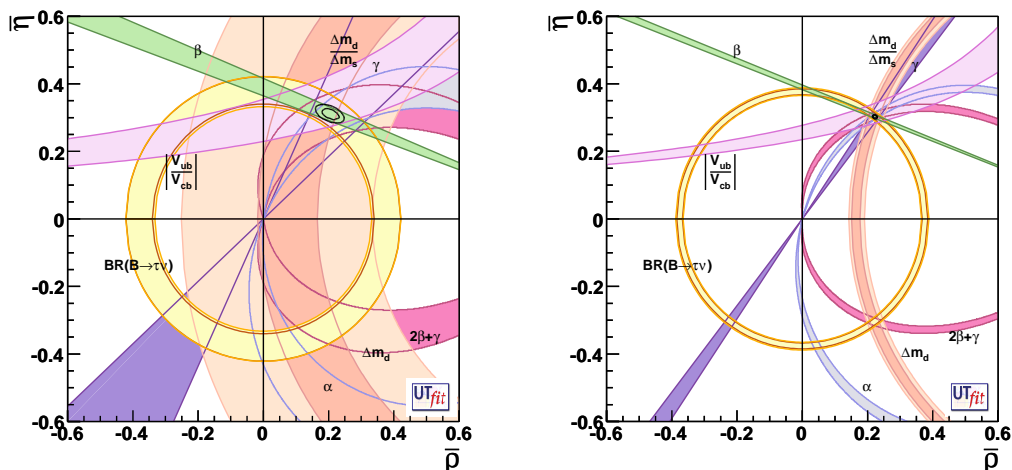 η̅
0.6
0.4
0.2
0
-0.2
-0.4
-0.6
-0.6
-0.4
-0.2
0
0.2
0.4
0.6
ρ̅
β
Δm_d
Δm_s
γ
|V_ub
V_cb|
BR(B→τν)
2β+γ
Δm_d
α
UTfit
η̅
0.6
0.4
0.2
0
-0.2
-0.4
-0.6
-0.6
-0.4
-0.2
0
0.2
0.4
0.6
ρ̅
β
Δm_d
Δm_s
γ
|V_ub
V_cb|
BR(B→τν)
2β+γ
Δm_d
α
UTfit